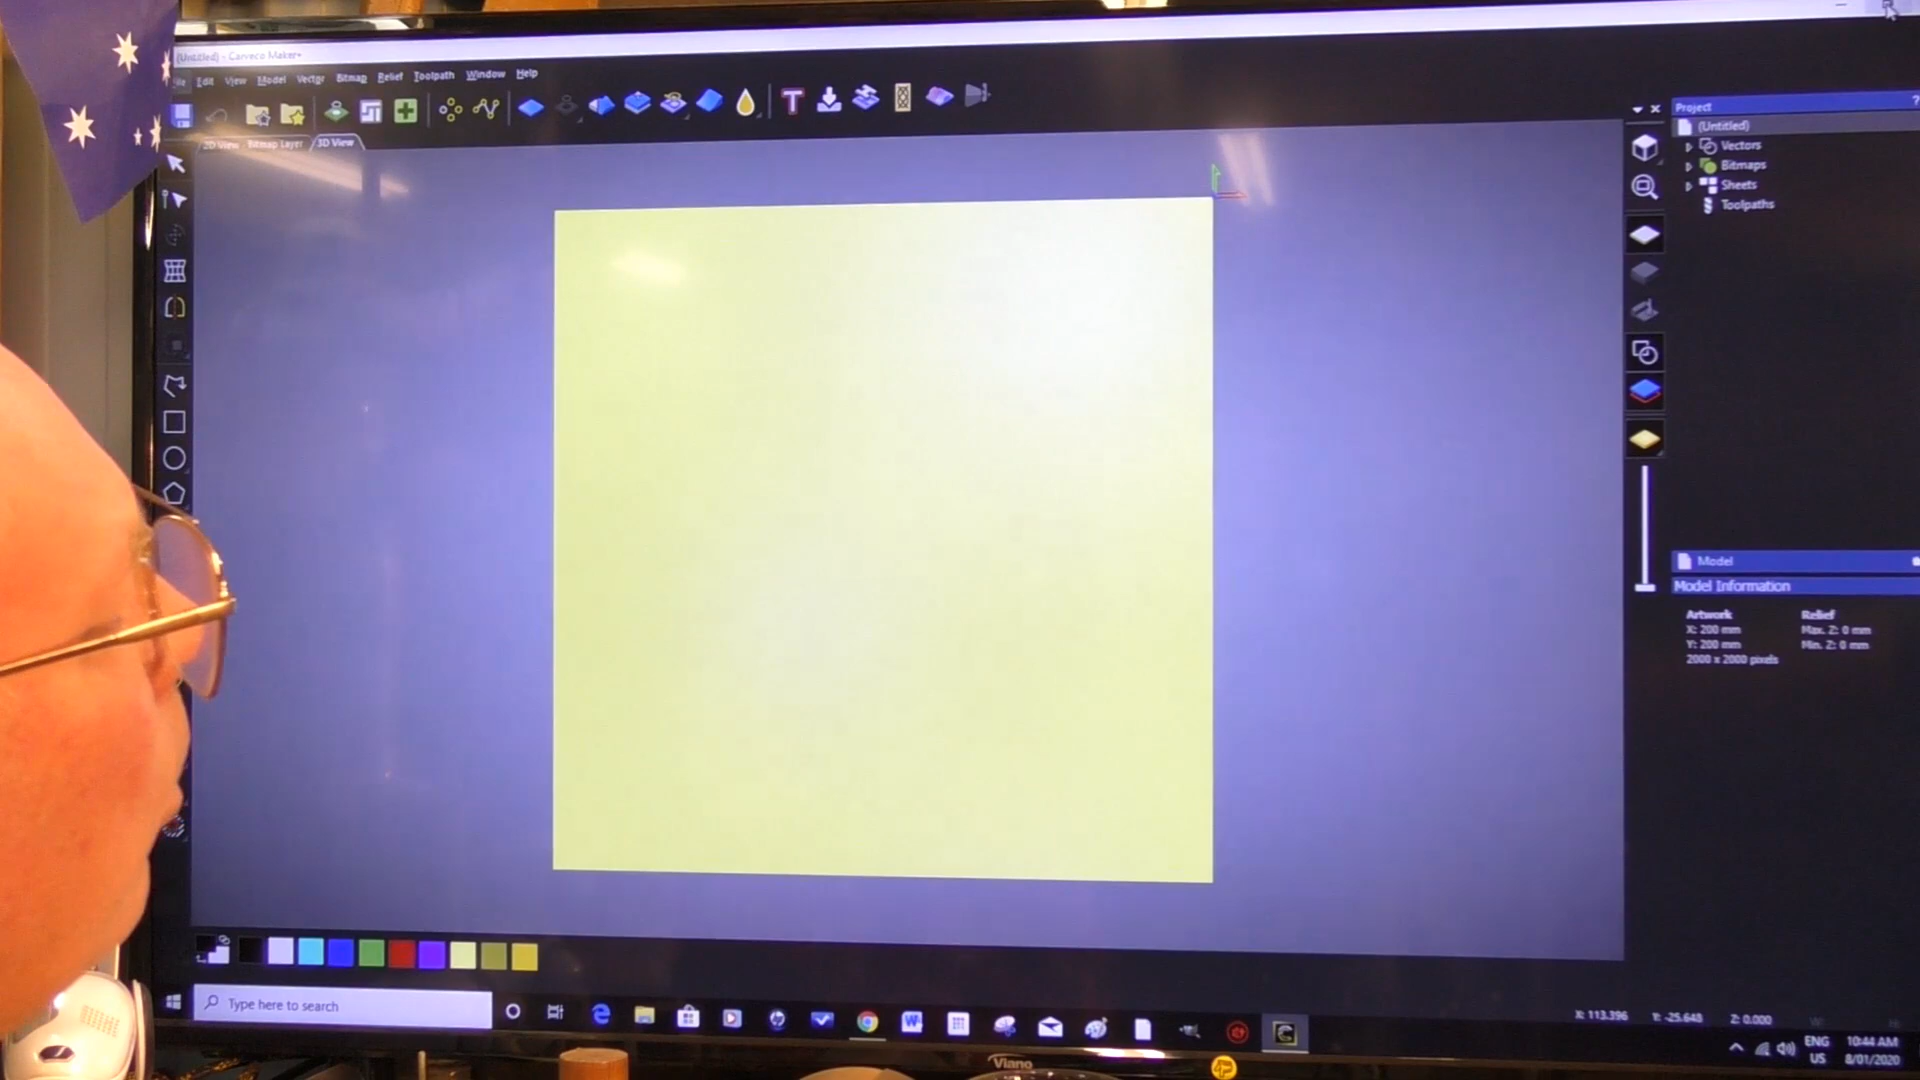 (Untitled) - Carveco Maker+
Edit View Model Vector Bitmap Relief Toolpath Window Help
2D View - Bitmap Layer 3D View
Project
(Untitled)
Vectors
Bitmaps
Sheets
Toolpaths
Model
Model Information
Artwork
X: 200 mm
Y: 200 mm
2000 x 2000 pixels
Relief
Max. Z: 0 mm
Min. Z: 0 mm
X: 113.396 Y: -25.648 Z: 0.000
Type here to search
ENG
US
10:44 AM
8/01/2020
Viano